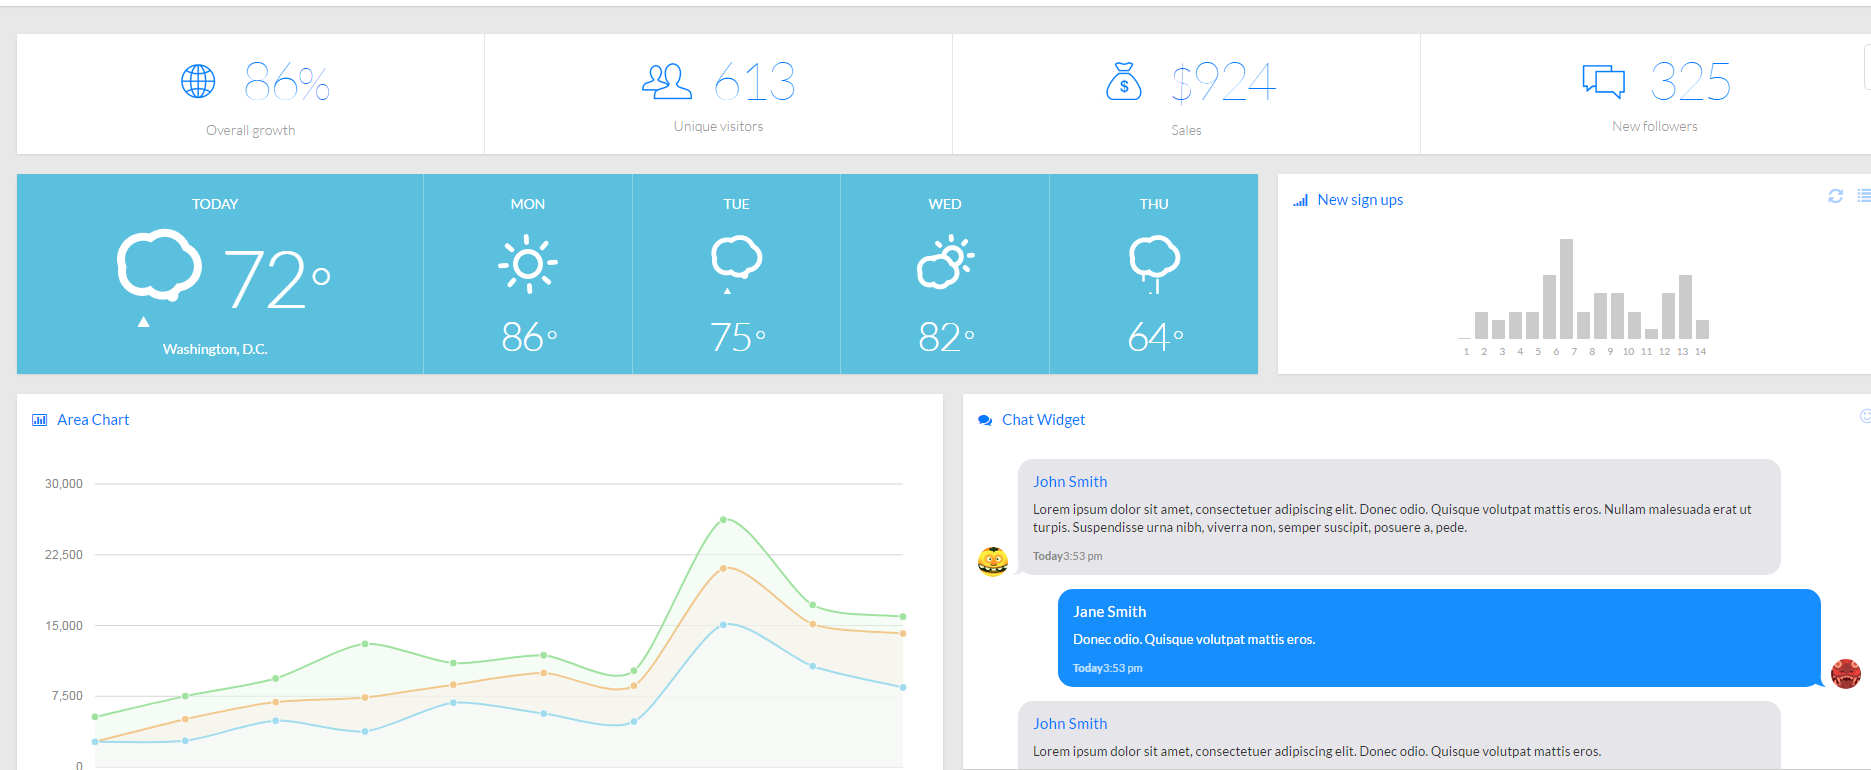 86%
Overall growth
613
Unique visitors
$924
Sales
325
New followers
TODAY
72°
Washington, D.C.
MON
86°
TUE
75°
WED
82°
THU
64°
New sign ups
1 2 3 4 5 6 7 8 9 10 11 12 13 14
Area Chart
30,000
22,500
15,000
7,500
0
Chat Widget
John Smith
Lorem ipsum dolor sit amet, consectetuer adipiscing elit. Donec odio. Quisque volutpat mattis eros. Nullam malesuada erat ut
turpis. Suspendisse urna nibh, viverra non, semper suscipit, posuere a, pede.
Today3:53 pm
Jane Smith
Donec odio. Quisque volutpat mattis eros.
Today3:53 pm
John Smith
Lorem ipsum dolor sit amet, consectetuer adipiscing elit. Donec odio. Quisque volutpat mattis eros.